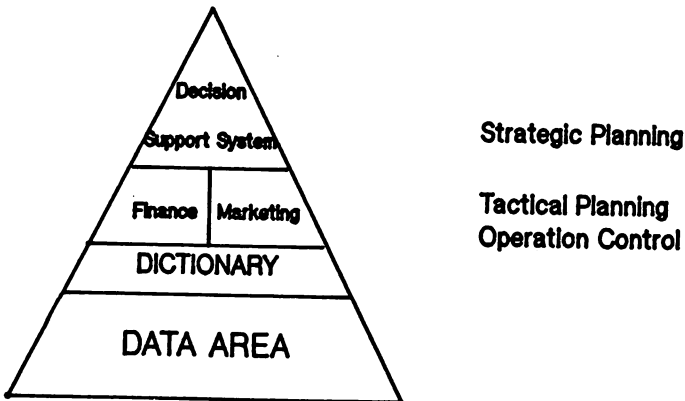 Decision
Support System
Strategic Planning
Finance
Marketing
Tactical Planning
Operation Control
DICTIONARY
DATA AREA